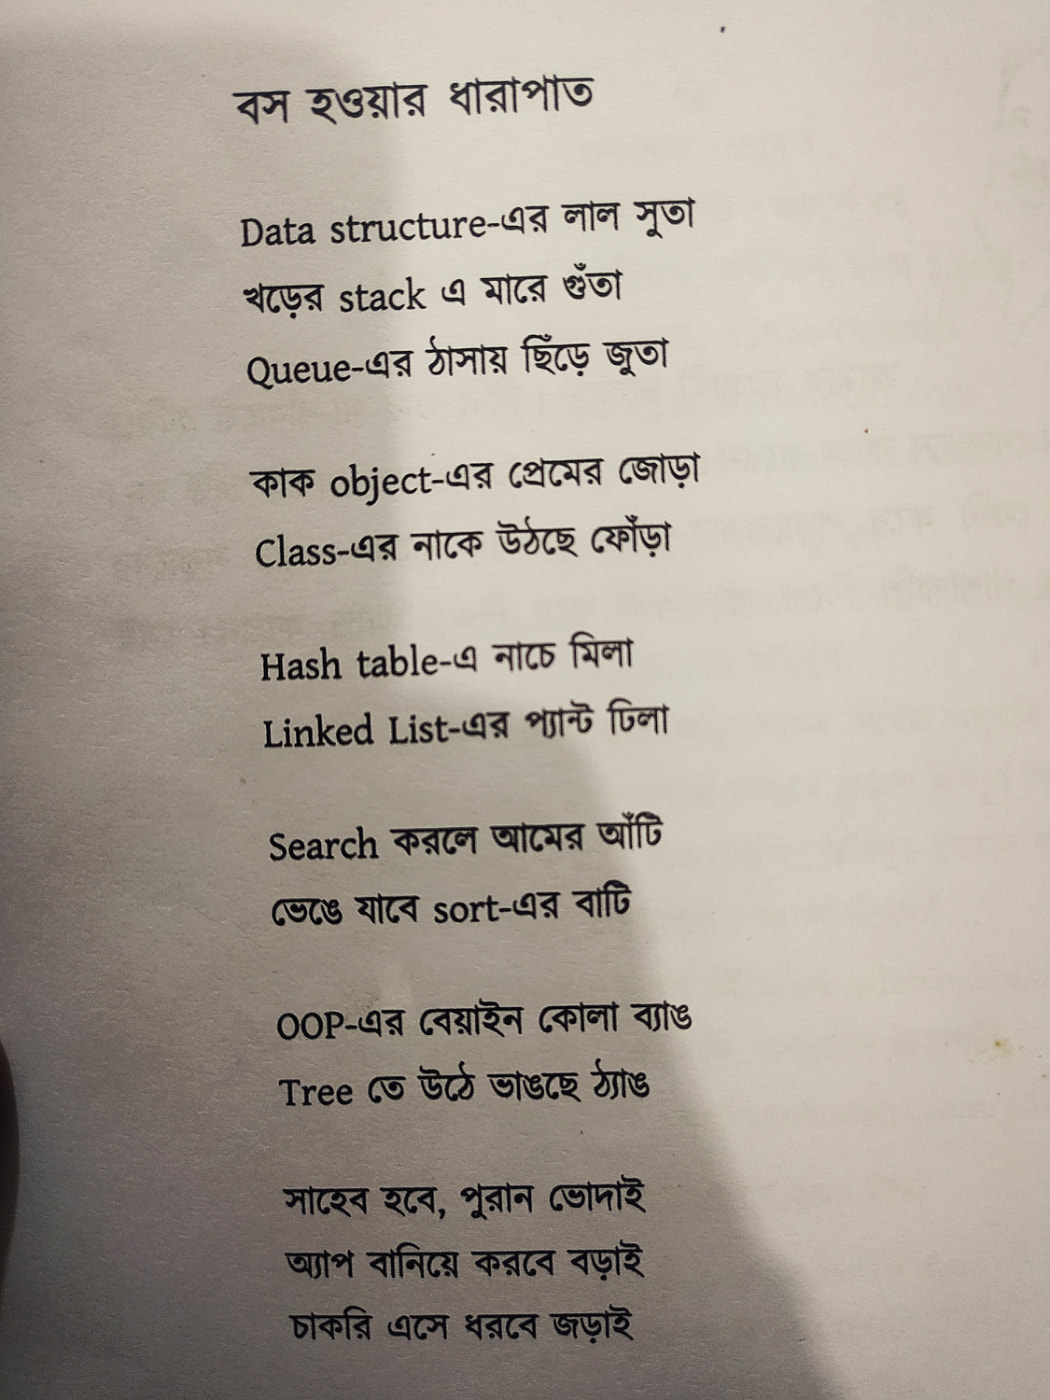 বস হওয়ার ধারাপাত
Data structure-এর লাল সূতা
খড়ের stack এ মারে গুঁতা
Queue-এর ঠাসায় ছিঁড়ে জুতা
কাক object-এর প্রেমের জোড়া
Class-এর নাকে উঠছে ফোঁড়া
Hash table-এ নাচে মিলা
Linked List-এর প্যান্ট ঢিলা
Search করলে আমের আঁটি
ভেঙে যাবে sort-এর বাটি
OOP-এর বেয়াইন কোলা ব্যাঙ
Tree তে উঠে ভাঙছে ঠ্যাঙ
সাহেব হবে, পুরান ভোদাই
অ্যাপ বানিয়ে করবে বড়াই
চাকরি এসে ধরবে জড়াই